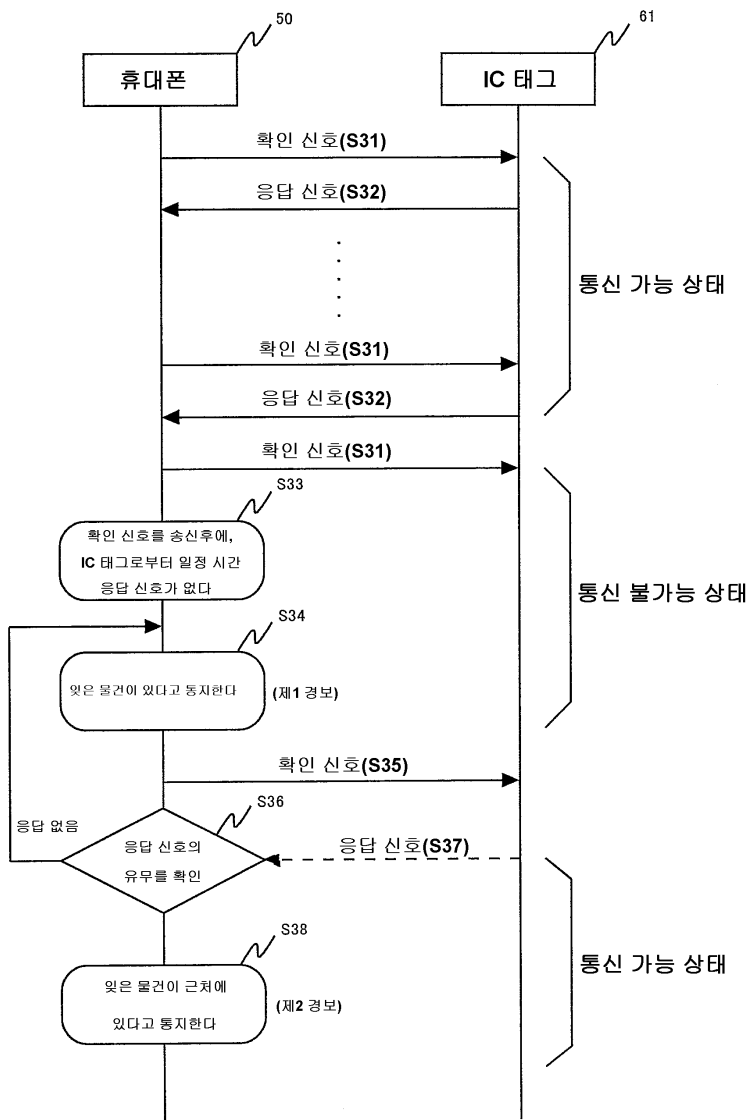 50
61
휴대폰
IC 태그
확인 신호(S31)
응답 신호(S32)
통신 가능 상태
확인 신호(S31)
응답 신호(S32)
확인 신호(S31)
S33
확인 신호를 송신후에,
IC 태그로부터 일정 시간
응답 신호가 없다
통신 불가능 상태
S34
잊은 물건이 있다고 통지한다
(제1 경보)
확인 신호(S35)
S36
응답 없음
응답 신호의
유무를 확인
응답 신호(S37)
S38
잊은 물건이 근처에
있다고 통지한다
(제2 경보)
통신 가능 상태